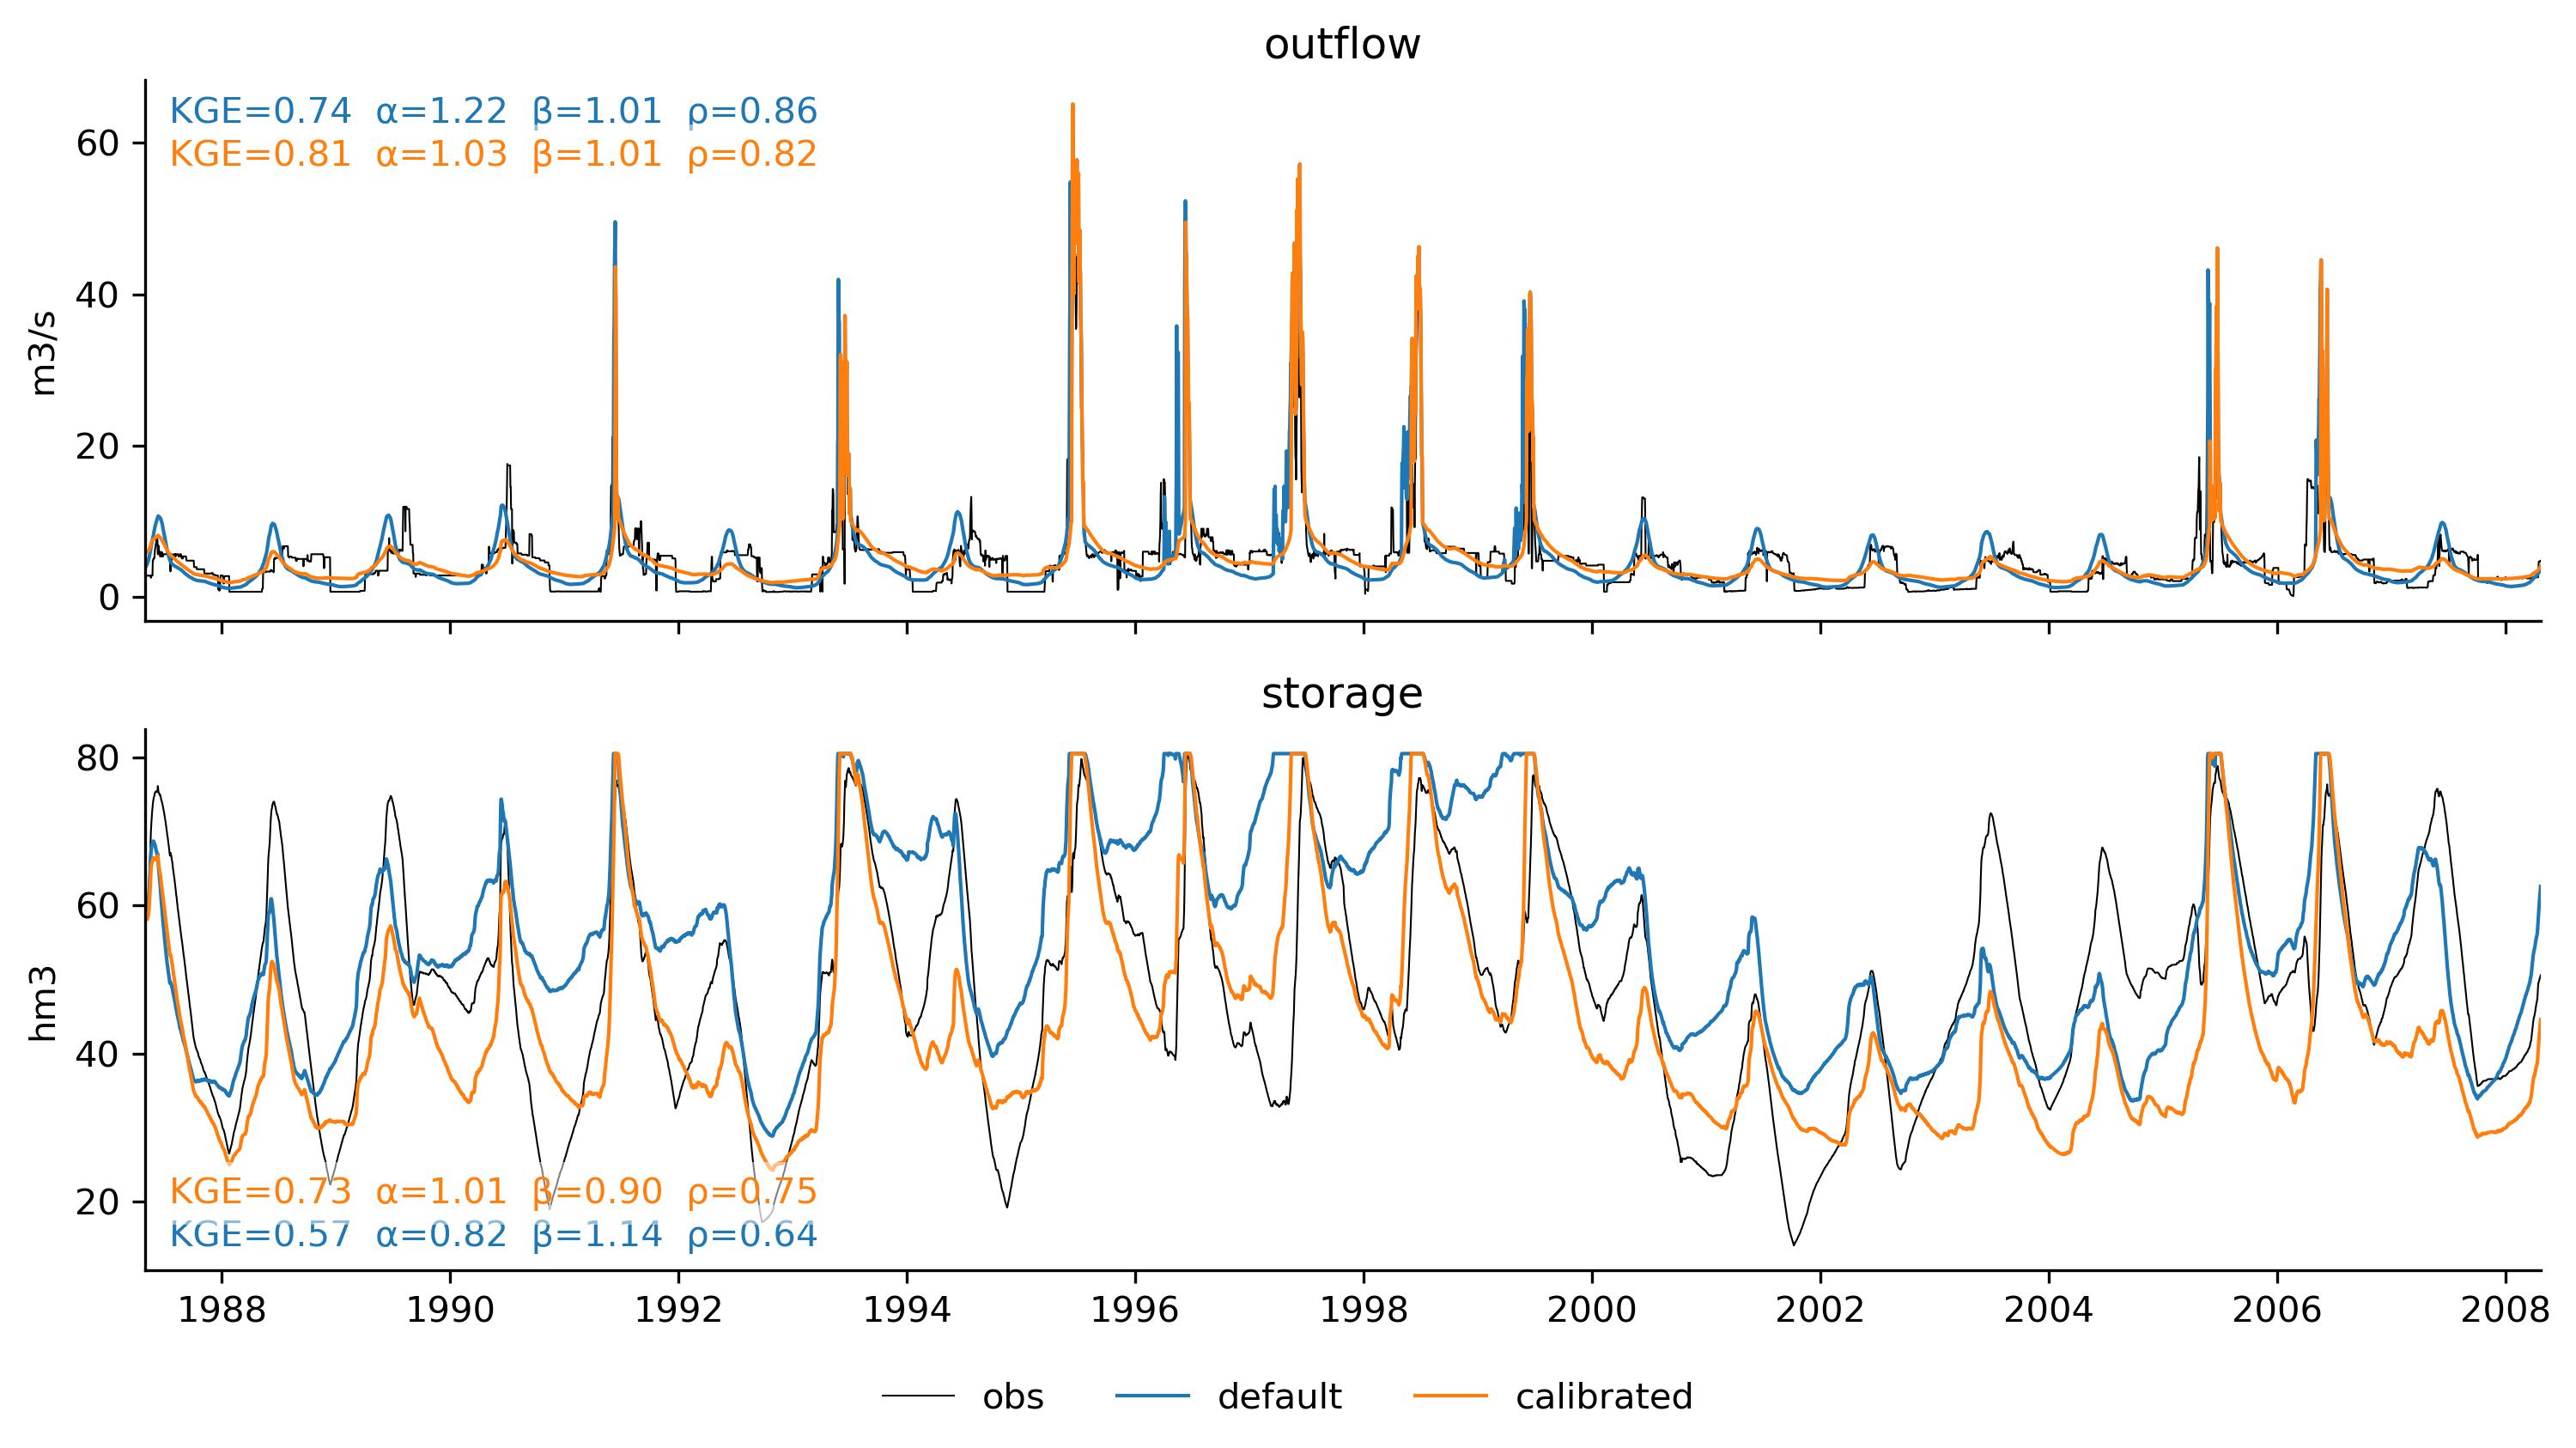 outflow
KGE=0.74 α=1.22 β=1.01 ρ=0.86
KGE=0.81 α=1.03 β=1.01 ρ=0.82
m3/s
60
40
20
0
storage
hm3
80
60
40
20
KGE=0.73 α=1.01 β=0.90 ρ=0.75
KGE=0.57 α=0.82 β=1.14 ρ=0.64
1988 1990 1992 1994 1996 1998 2000 2002 2004 2006 2008
obs default calibrated